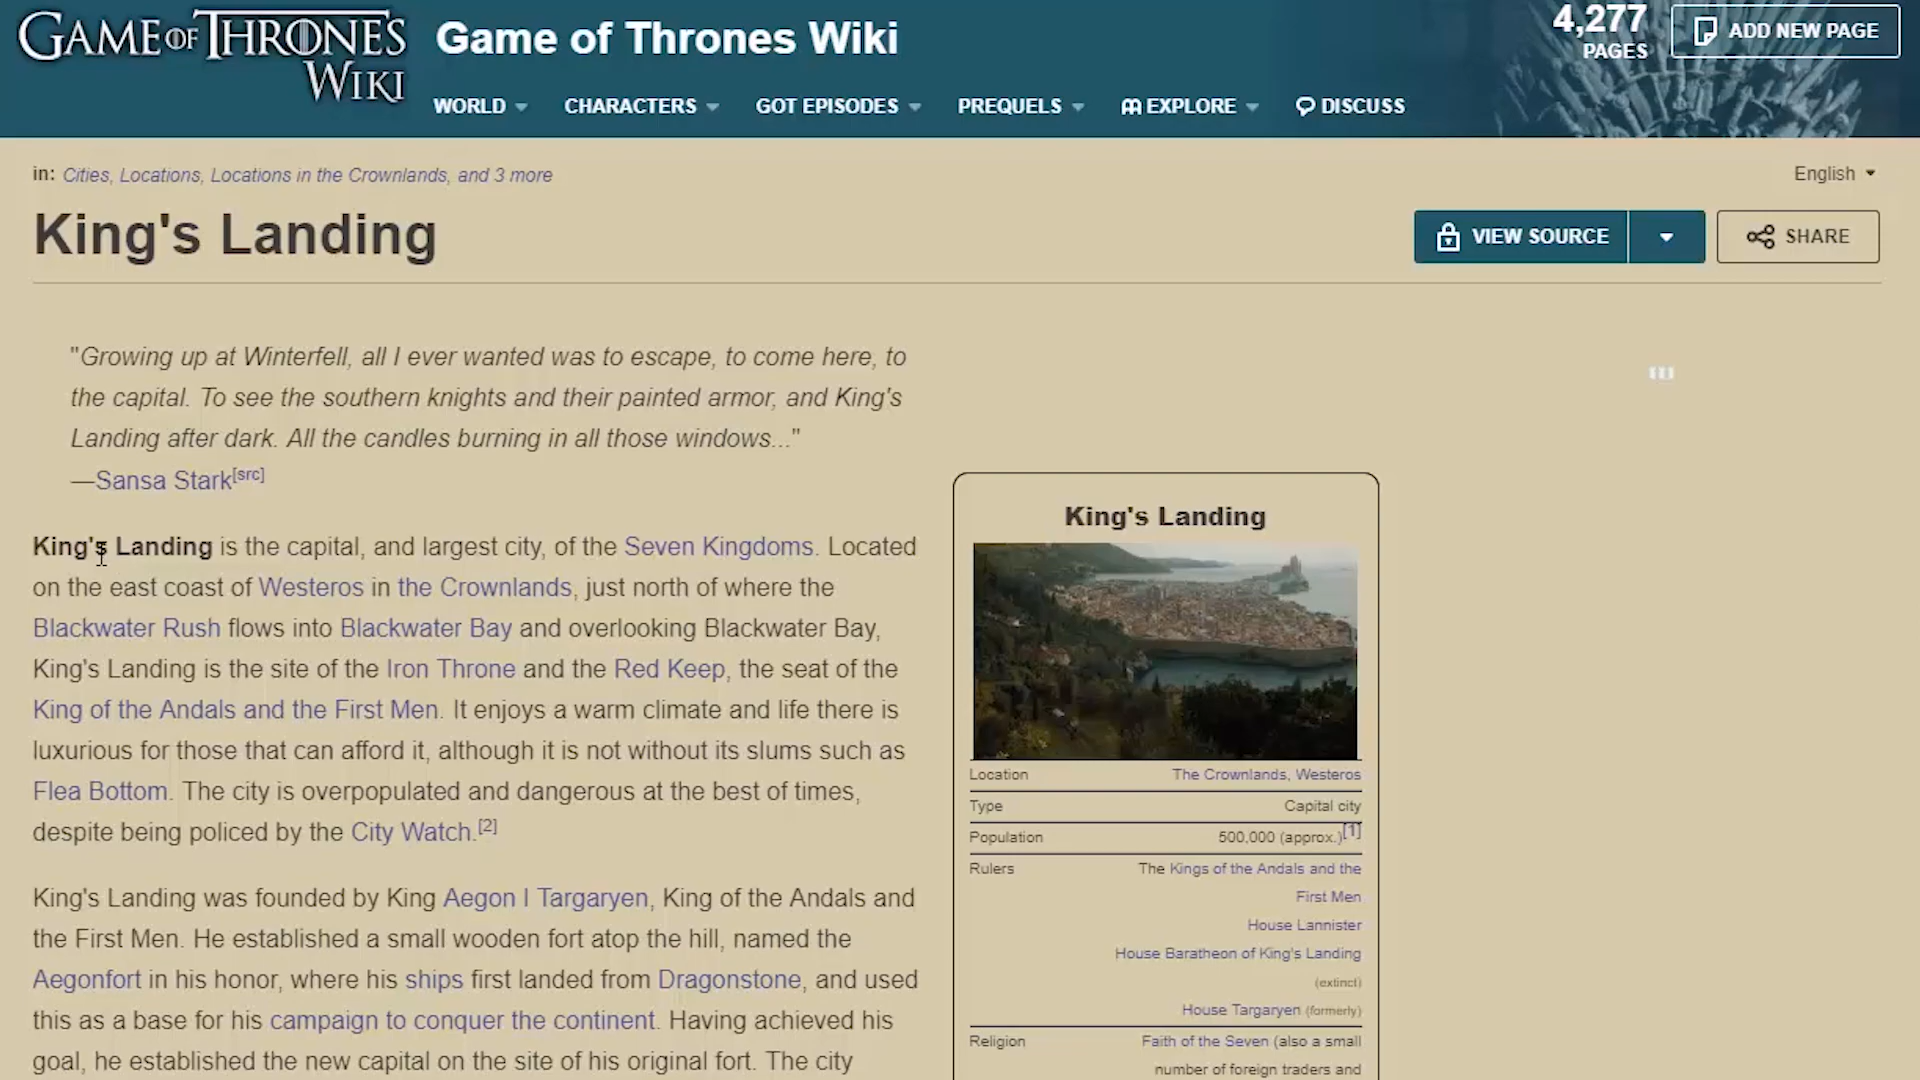 GAME OF THRONES
WIKI
Game of Thrones Wiki
4,277
PAGES
ADD NEW PAGE
WORLD
CHARACTERS
GOT EPISODES
PREQUELS
EXPLORE
DISCUSS
in: Cities, Locations, Locations in the Crownlands, and 3 more
English
King's Landing
VIEW SOURCE
SHARE
"Growing up at Winterfell, all I ever wanted was to escape, to come here, to
the capital. To see the southern knights and their painted armor, and King's
Landing after dark. All the candles burning in all those windows..."
—Sansa Stark[src]
King's Landing is the capital, and largest city, of the Seven Kingdoms. Located
on the east coast of Westeros in the Crownlands, just north of where the
Blackwater Rush flows into Blackwater Bay and overlooking Blackwater Bay,
King's Landing is the site of the Iron Throne and the Red Keep, the seat of the
King of the Andals and the First Men. It enjoys a warm climate and life there is
luxurious for those that can afford it, although it is not without its slums such as
Flea Bottom. The city is overpopulated and dangerous at the best of times,
despite being policed by the City Watch.[2]
King's Landing was founded by King Aegon I Targaryen, King of the Andals and
the First Men. He established a small wooden fort atop the hill, named the
Aegonfort in his honor, where his ships first landed from Dragonstone, and used
this as a base for his campaign to conquer the continent. Having achieved his
goal, he established the new capital on the site of his original fort. The city
King's Landing
Location The Crownlands, Westeros
Type Capital city
Population 500,000 (approx.)[1]
Rulers The Kings of the Andals and the
First Men
House Lannister
House Baratheon of King's Landing
(extinct)
House Targaryen (formerly)
Religion Faith of the Seven (also a small
number of foreign traders and